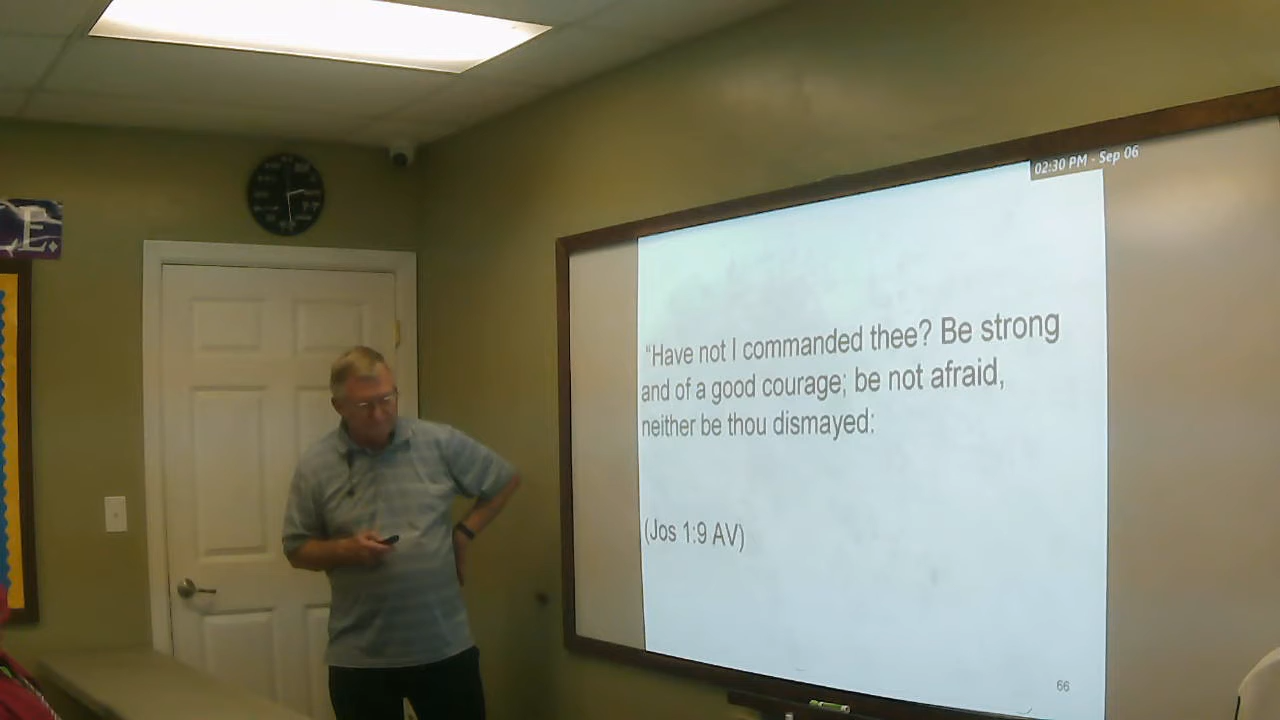 02:30 PM - Sep 06
E.
“Have not I commanded thee? Be strong
and of a good courage; be not afraid,
neither be thou dismayed:
(Jos 1:9 AV)
66